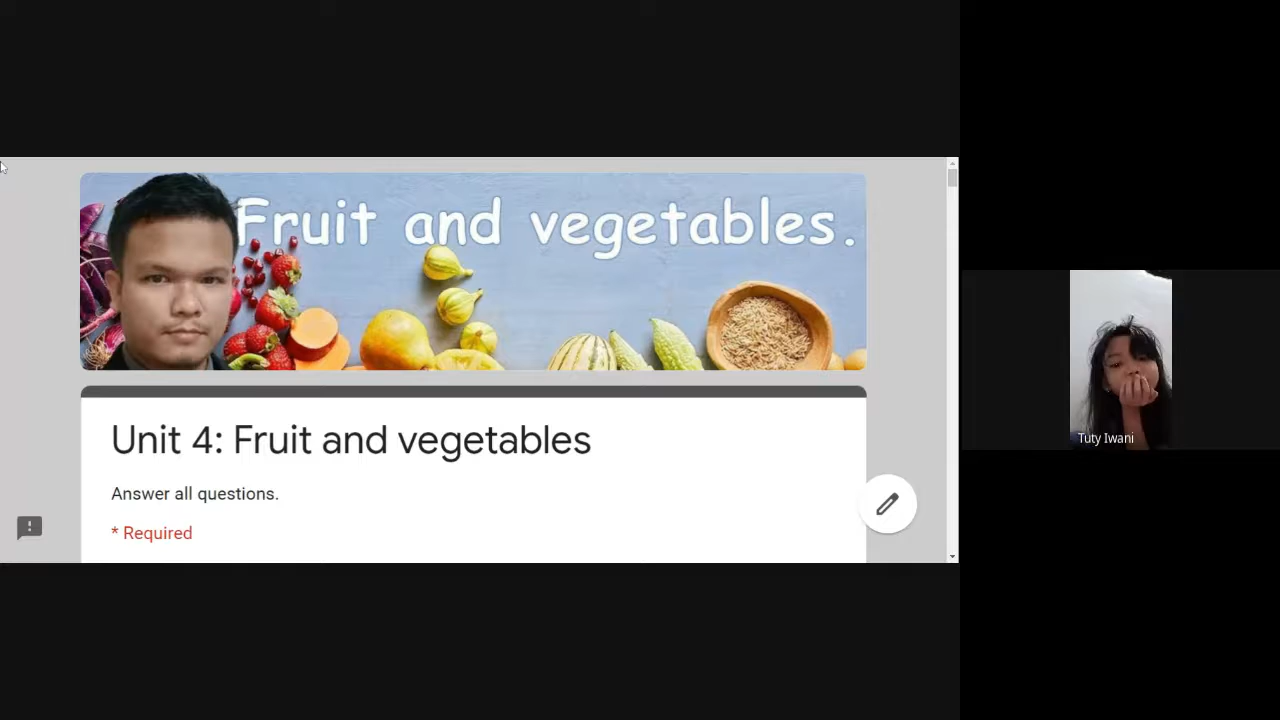 Fruit and vegetables.
Unit 4: Fruit and vegetables
Answer all questions.
* Required
Tuty Iwani